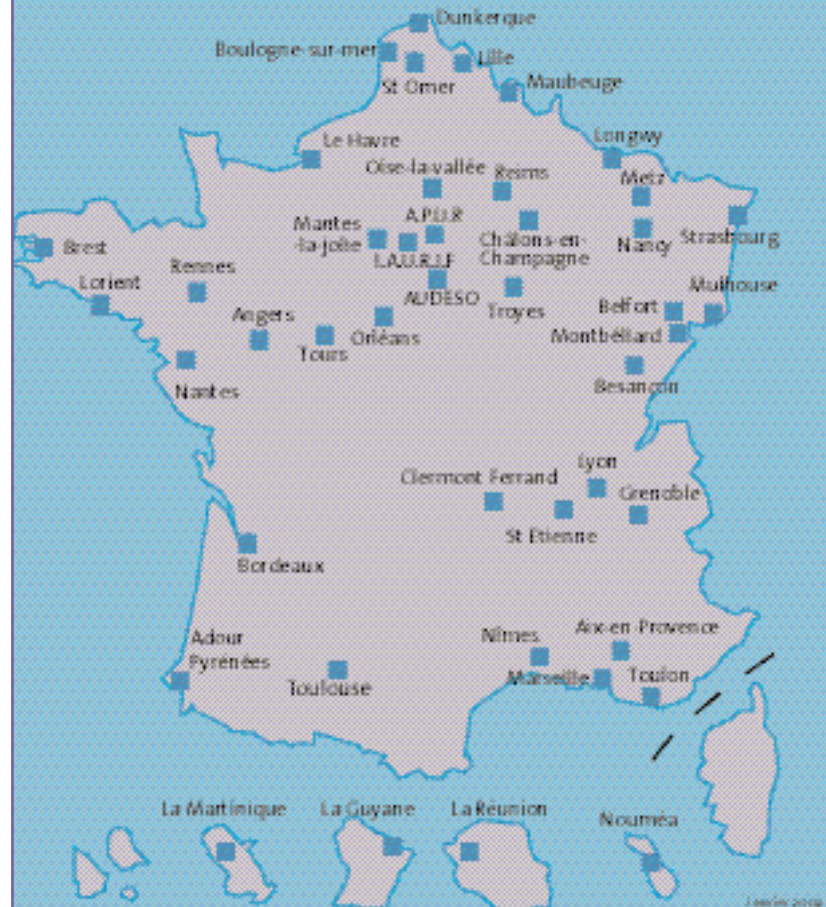 Dunkerque
Boulogne-sur-mer
Lille
St Omer
Maubeuge
Le Havre
Longwy
Oise-la-vallée
Reims
Metz
Mantes
-la-jolie
A.P.U.R
Châlons-en-
Champagne
Nancy
Strasbourg
Brest
I.A.U.R.I.F
Rennes
Lorient
AUDESO
Troyes
Belfort
Mulhouse
Angers
Orléans
Tours
Montbéliard
Nantes
Besançon
Clermont Ferrand
Lyon
Grenoble
St Etienne
Bordeaux
Adour
Pyrénées
Nîmes
Aix-en-Provence
Toulouse
Marseille
Toulon
La Martinique
La Guyane
La Réunion
Nouméa